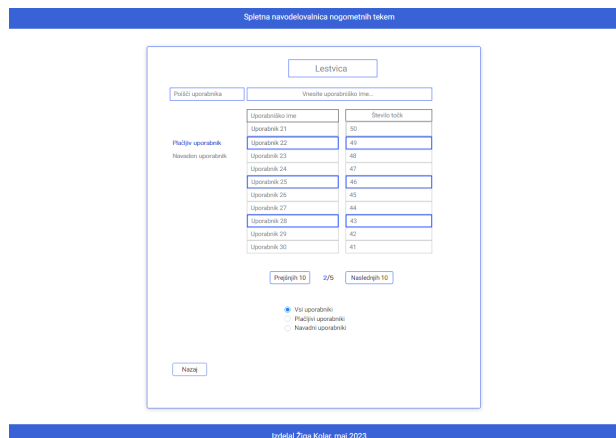 Spletna navodelovalnica nogometnih tekem
Lestvica
Poišči uporabnika
Vnesite uporabniško ime...
Uporabniško ime Število točk
Uporabnik 21 50
Plačljiv uporabnik
Uporabnik 22 49
Navaden uporabnik
Uporabnik 23 48
Uporabnik 24 47
Uporabnik 25 46
Uporabnik 26 45
Uporabnik 27 44
Uporabnik 28 43
Uporabnik 29 42
Uporabnik 30 41
Prejšnjih 10 2/5 Naslednjih 10
Vsi uporabniki
Plačljivi uporabniki
Navadni uporabniki
Nazaj
Izdelal Žiga Kolar, maj 2023